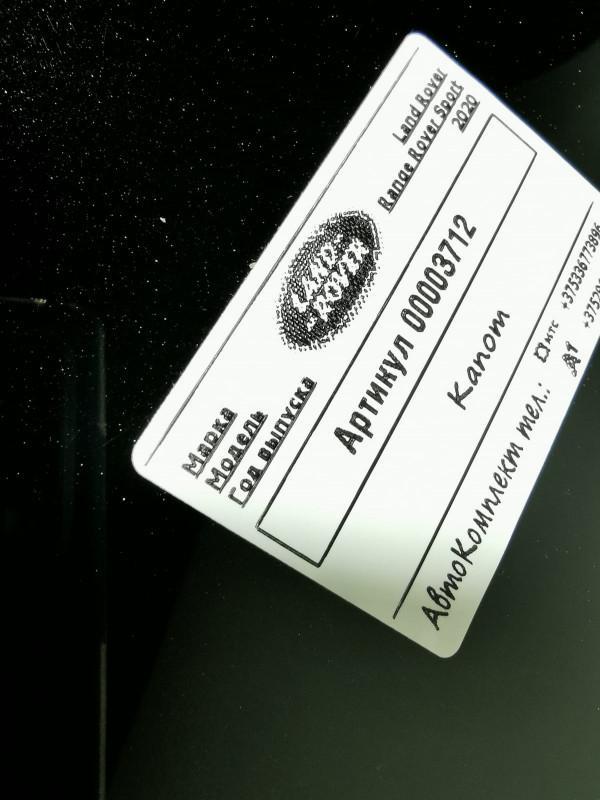 Марка Land Rover
Модель Range Rover Sport
Год выпуска 2020
LAND
ROVER
Артикул 00003712
Капот
АвтоКомплект тел.: МТС +375336773896
A1 +37529